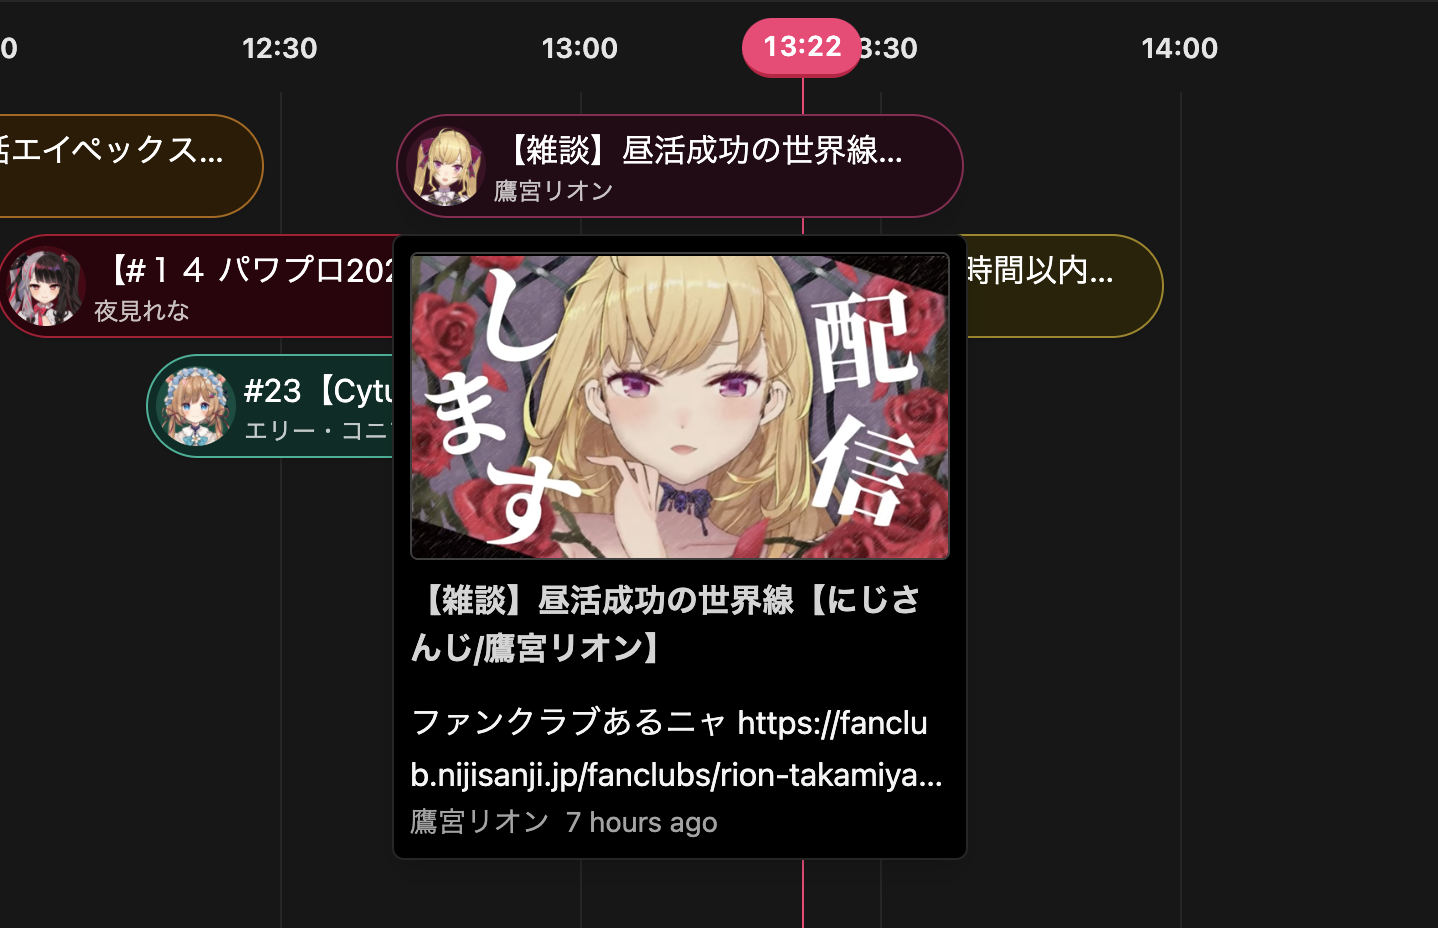 12:30
13:00
13:22
3:30
14:00
エイペックス...
【雑談】昼活成功の世界線...
鷹宮リオン
【#１４ パワプロ202
夜見れな
時間以内...
#23【Cytu
エリー・コニ
配信
します
【雑談】昼活成功の世界線【にじさ
んじ/鷹宮リオン】
ファンクラブあるニャ https://fanclu
b.nijisanji.jp/fanclubs/rion-takamiya...
鷹宮リオン 7 hours ago